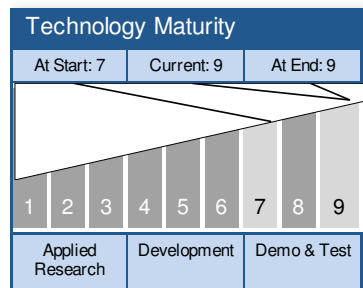 Technology Maturity
At Start: 7 Current: 9 At End: 9
1 2 3 4 5 6 7 8 9
Applied Development Demo & Test
Research